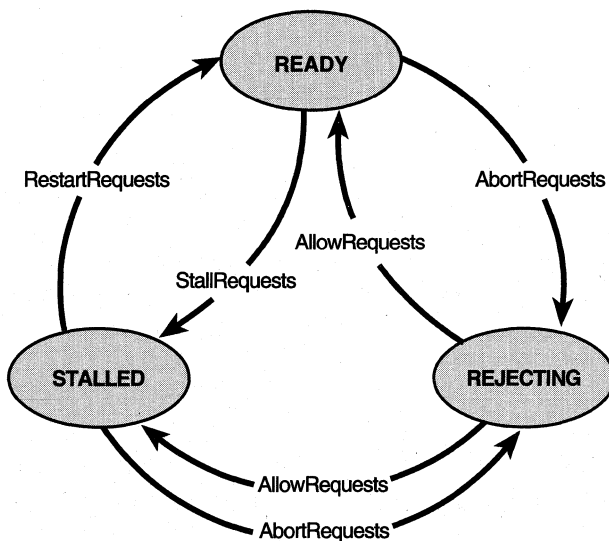 READY
RestartRequests
AbortRequests
AllowRequests
StallRequests
STALLED
REJECTING
AllowRequests
AbortRequests